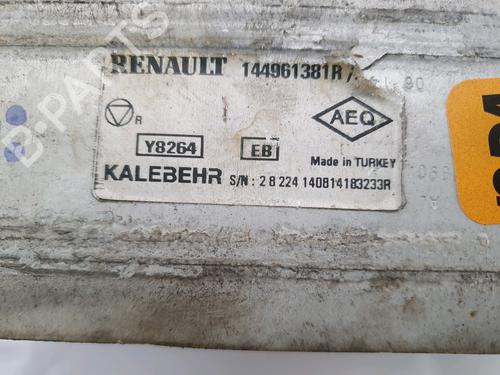 RENAULT 144961381R
R
AEQ
Y8264 EB
Made in TURKEY
KALEBEHR S/N : 2 8 224 140814183233R
B-PARTS